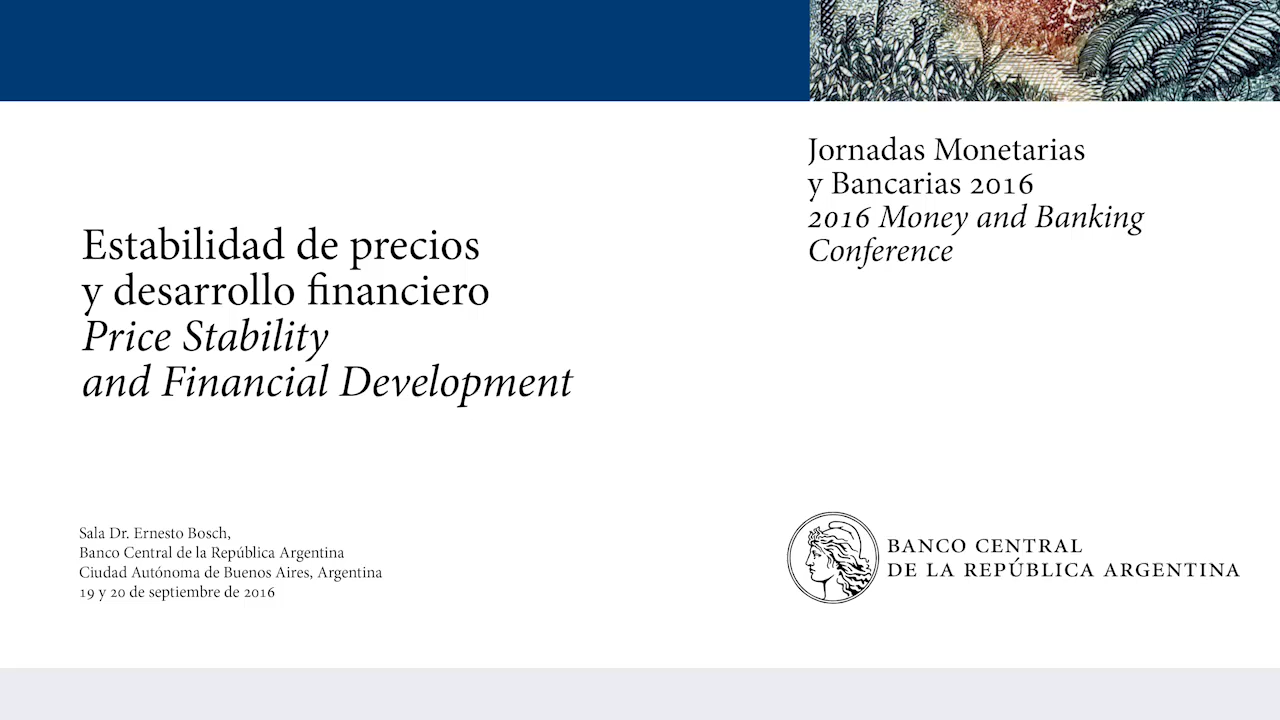 Jornadas Monetarias
y Bancarias 2016
2016 Money and Banking
Conference
Estabilidad de precios
y desarrollo financiero
Price Stability
and Financial Development
Sala Dr. Ernesto Bosch,
Banco Central de la República Argentina
Ciudad Autónoma de Buenos Aires, Argentina
19 y 20 de septiembre de 2016
BANCO CENTRAL
DE LA REPÚBLICA ARGENTINA